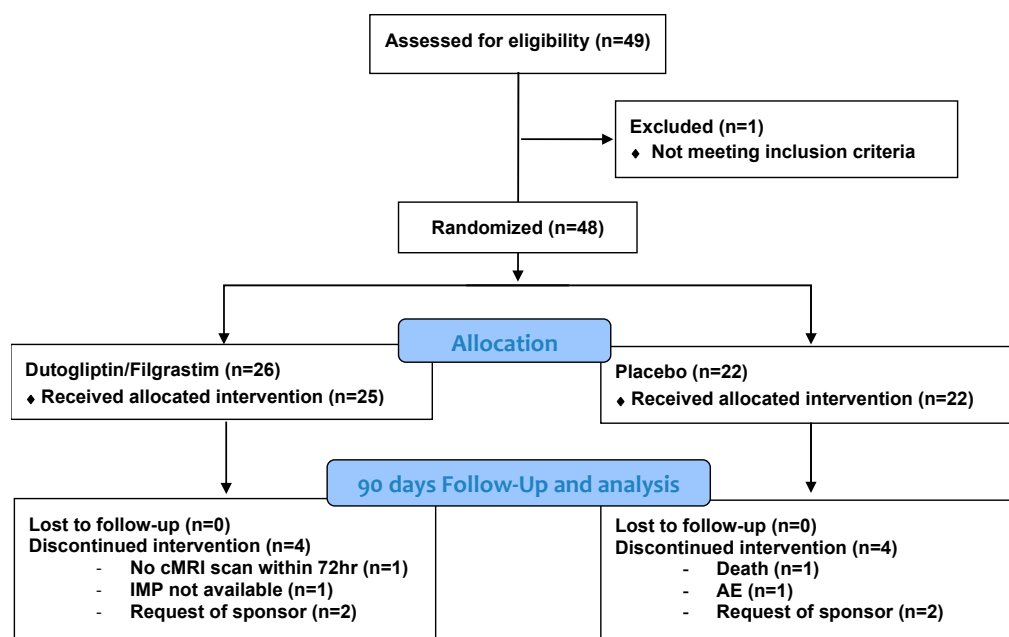 Assessed for eligibility (n=49)
Excluded (n=1)
♦ Not meeting inclusion criteria
Randomized (n=48)
Allocation
Dutogliptin/Filgrastim (n=26)
♦ Received allocated intervention (n=25)
Placebo (n=22)
♦ Received allocated intervention (n=22)
90 days Follow-Up and analysis
Lost to follow-up (n=0)
Discontinued intervention (n=4)
- No cMRI scan within 72hr (n=1)
- IMP not available (n=1)
- Request of sponsor (n=2)
Lost to follow-up (n=0)
Discontinued intervention (n=4)
- Death (n=1)
- AE (n=1)
- Request of sponsor (n=2)